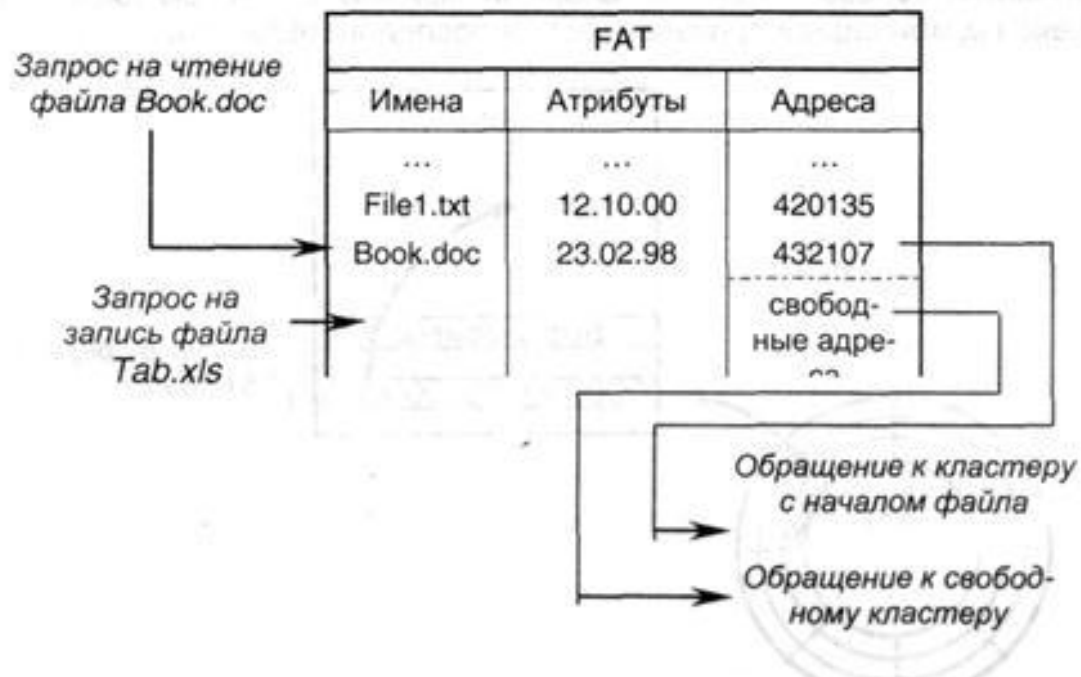 FAT
Запрос на чтение
файла Book.doc
Имена Атрибуты Адреса
... ... ...
File1.txt 12.10.00 420135
Book.doc 23.02.98 432107
Запрос на
запись файла
Tab.xls
свобод-
ные адре-
са
Обращение к кластеру
с началом файла
Обращение к свобод-
ному кластеру